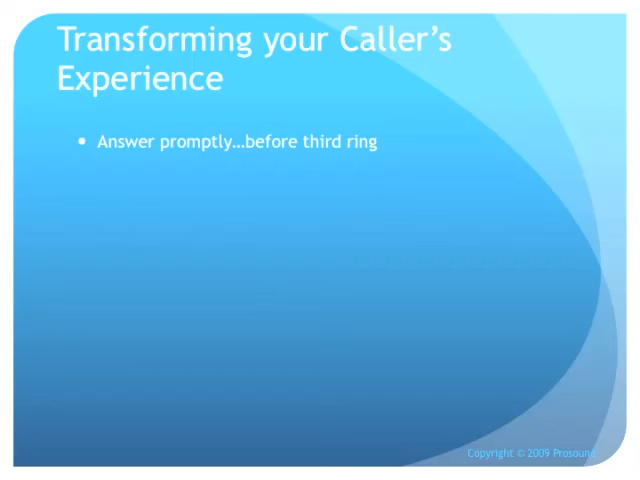 Transforming your Caller’s
Experience
• Answer promptly…before third ring
Copyright © 2009 Prosound